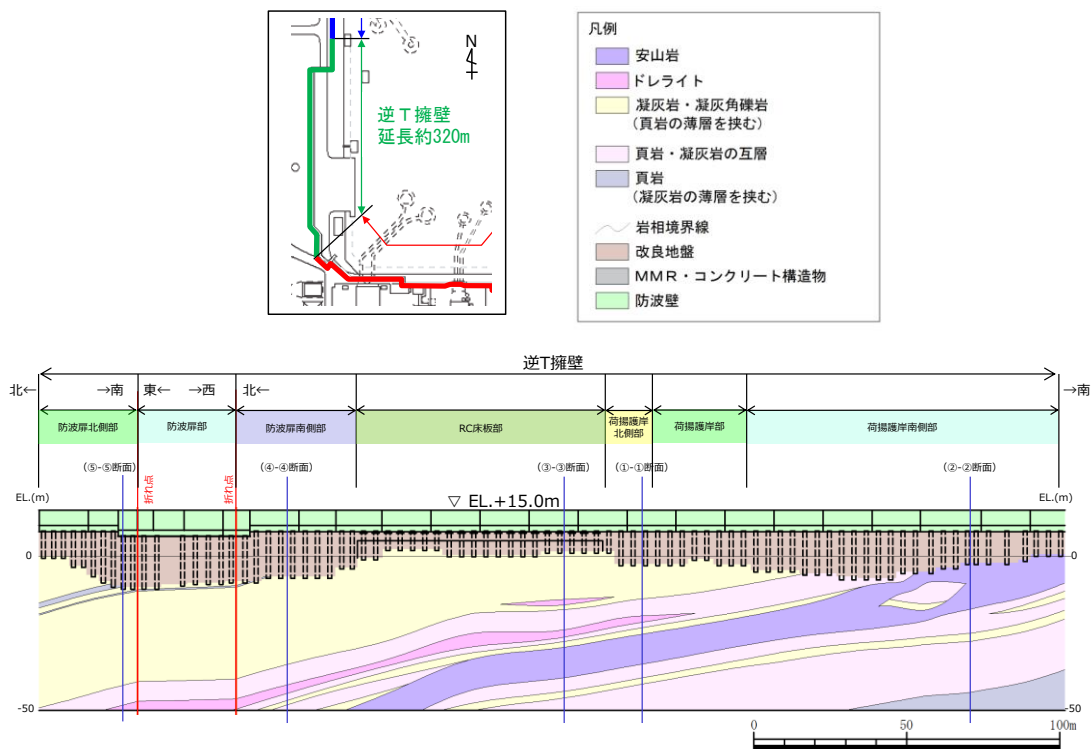 N
逆T擁壁
延長約320m
凡例
安山岩
ドレライト
凝灰岩・凝灰角礫岩
(頁岩の薄層を挟む)
頁岩・凝灰岩の互層
頁岩
(凝灰岩の薄層を挟む)
岩相境界線
改良地盤
MMR・コンクリート構造物
防波壁
逆T擁壁
北← →南 東← →西 北← →南
防波扉北側部 防波扉部 防波扉南側部 RC床板部 荷揚護岸北側部 荷揚護岸部 荷揚護岸南側部
(⑤-⑤断面) (④-④断面) (③-③断面) (①-①断面) (②-②断面)
折れ点 折れ点
EL.(m) ▽ EL.+15.0m EL.(m)
0 0
-50 -50
0 50 100m